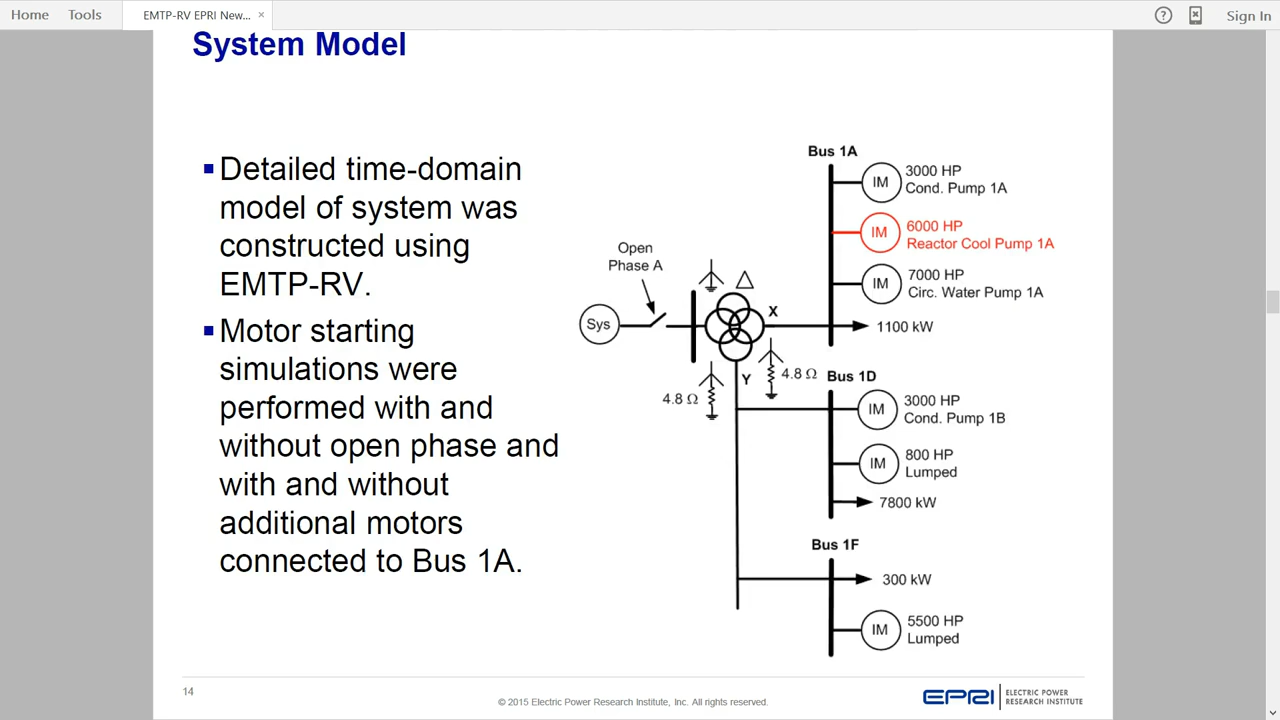 Home
Tools
EMTP-RV EPRI New...
×
?
Sign In
System Model
Detailed time-domain
model of system was
constructed using
EMTP-RV.
Motor starting
simulations were
performed with and
without open phase and
with and without
additional motors
connected to Bus 1A.
Open
Phase A
Sys
X
Y
4.8 Ω
4.8 Ω
Bus 1A
IM
3000 HP
Cond. Pump 1A
IM
6000 HP
Reactor Cool Pump 1A
IM
7000 HP
Circ. Water Pump 1A
1100 kW
Bus 1D
IM
3000 HP
Cond. Pump 1B
IM
800 HP
Lumped
7800 kW
Bus 1F
300 kW
IM
5500 HP
Lumped
14
© 2015 Electric Power Research Institute, Inc. All rights reserved.
EPRI
ELECTRIC POWER
RESEARCH INSTITUTE